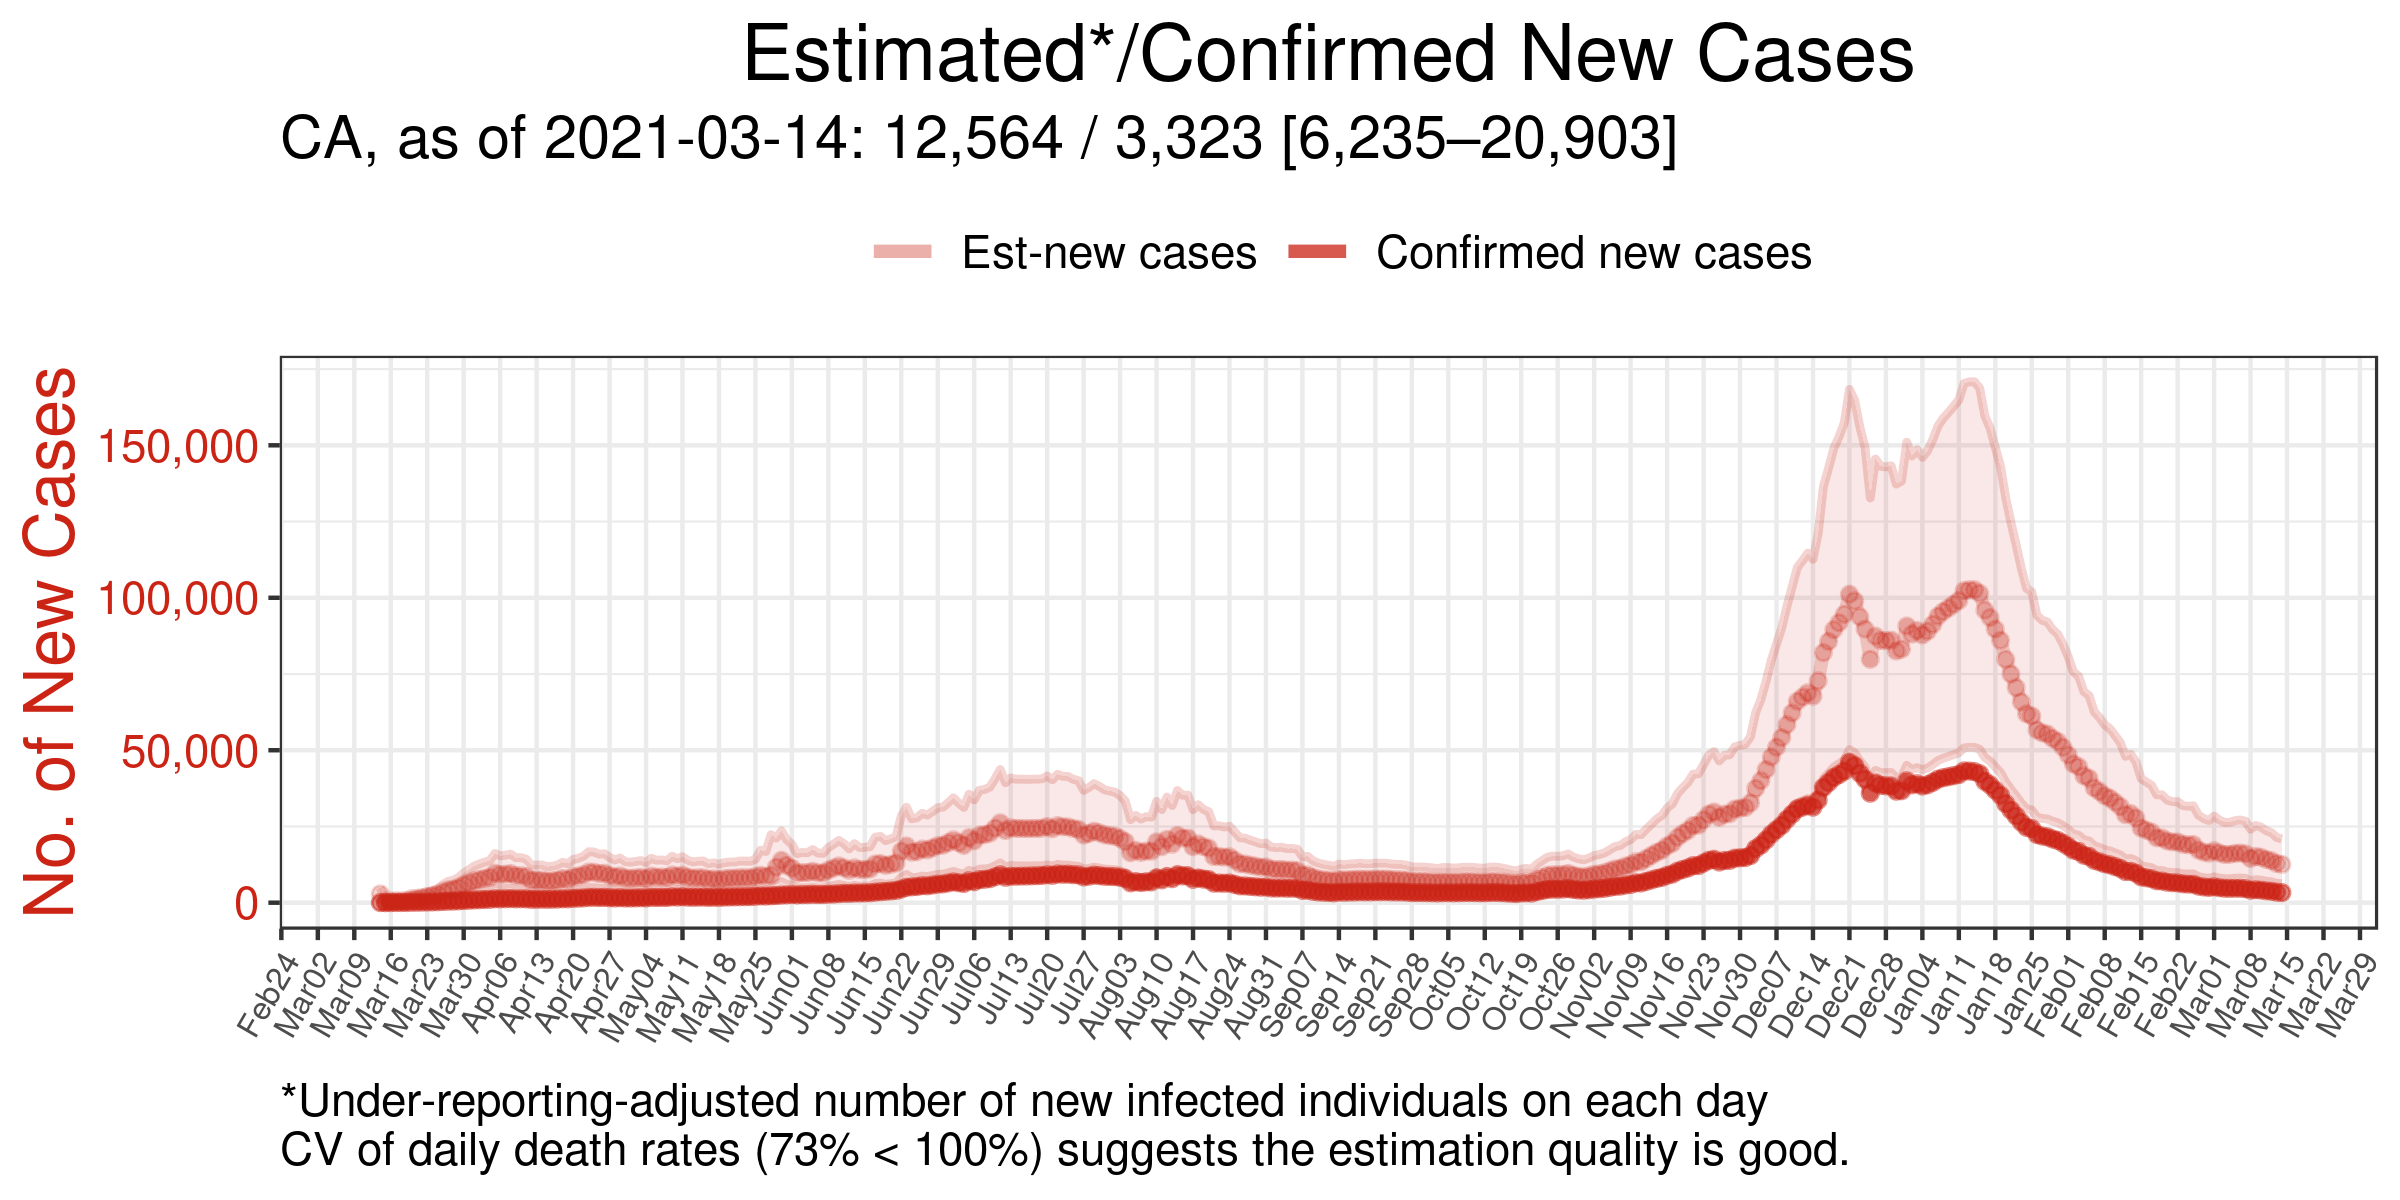 Estimated*/Confirmed New Cases
CA, as of 2021-03-14: 12,564 / 3,323 [6,235–20,903]
Est-new cases
Confirmed new cases
No. of New Cases
150,000
100,000
50,000
0
Feb24
Mar02
Mar09
Mar16
Mar23
Mar30
Apr06
Apr13
Apr20
Apr27
May04
May11
May18
May25
Jun01
Jun08
Jun15
Jun22
Jun29
Jul06
Jul13
Jul20
Jul27
Aug03
Aug10
Aug17
Aug24
Aug31
Sep07
Sep14
Sep21
Sep28
Oct05
Oct12
Oct19
Oct26
Nov02
Nov09
Nov16
Nov23
Nov30
Dec07
Dec14
Dec21
Dec28
Jan04
Jan11
Jan18
Jan25
Feb01
Feb08
Feb15
Feb22
Mar01
Mar08
Mar15
Mar22
Mar29
*Under-reporting-adjusted number of new infected individuals on each day
CV of daily death rates (73% < 100%) suggests the estimation quality is good.